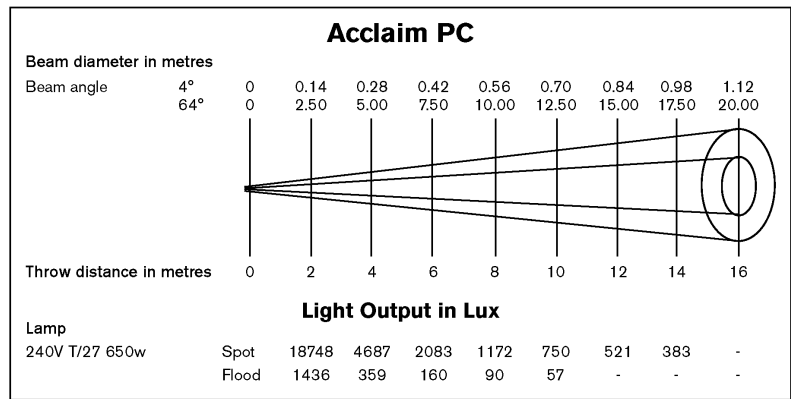 Acclaim PC
Beam diameter in metres
Beam angle 4° 0 0.14 0.28 0.42 0.56 0.70 0.84 0.98 1.12
64° 0 2.50 5.00 7.50 10.00 12.50 15.00 17.50 20.00
Throw distance in metres 0 2 4 6 8 10 12 14 16
Light Output in Lux
Lamp
240V T/27 650w Spot 18748 4687 2083 1172 750 521 383 -
Flood 1436 359 160 90 57 - - -